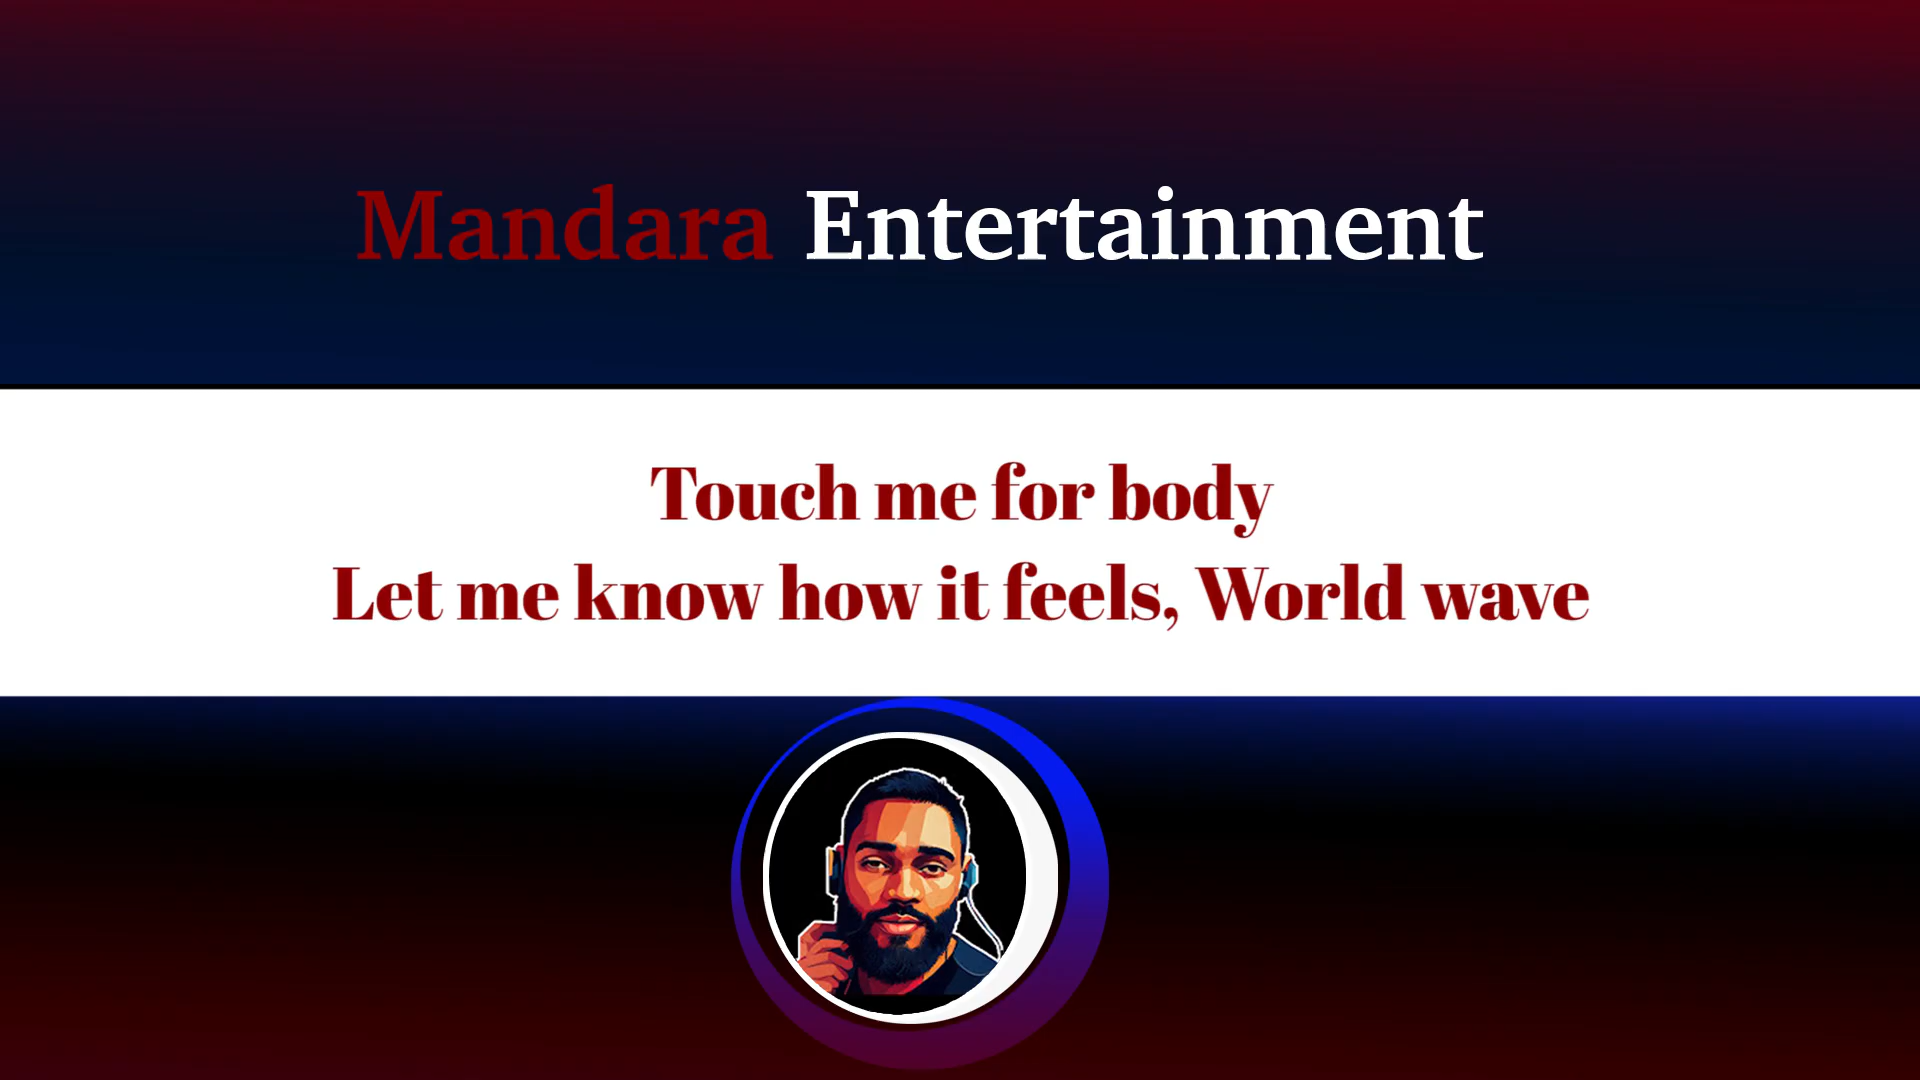 Mandara Entertainment
Touch me for body
Let me know how it feels, World wave